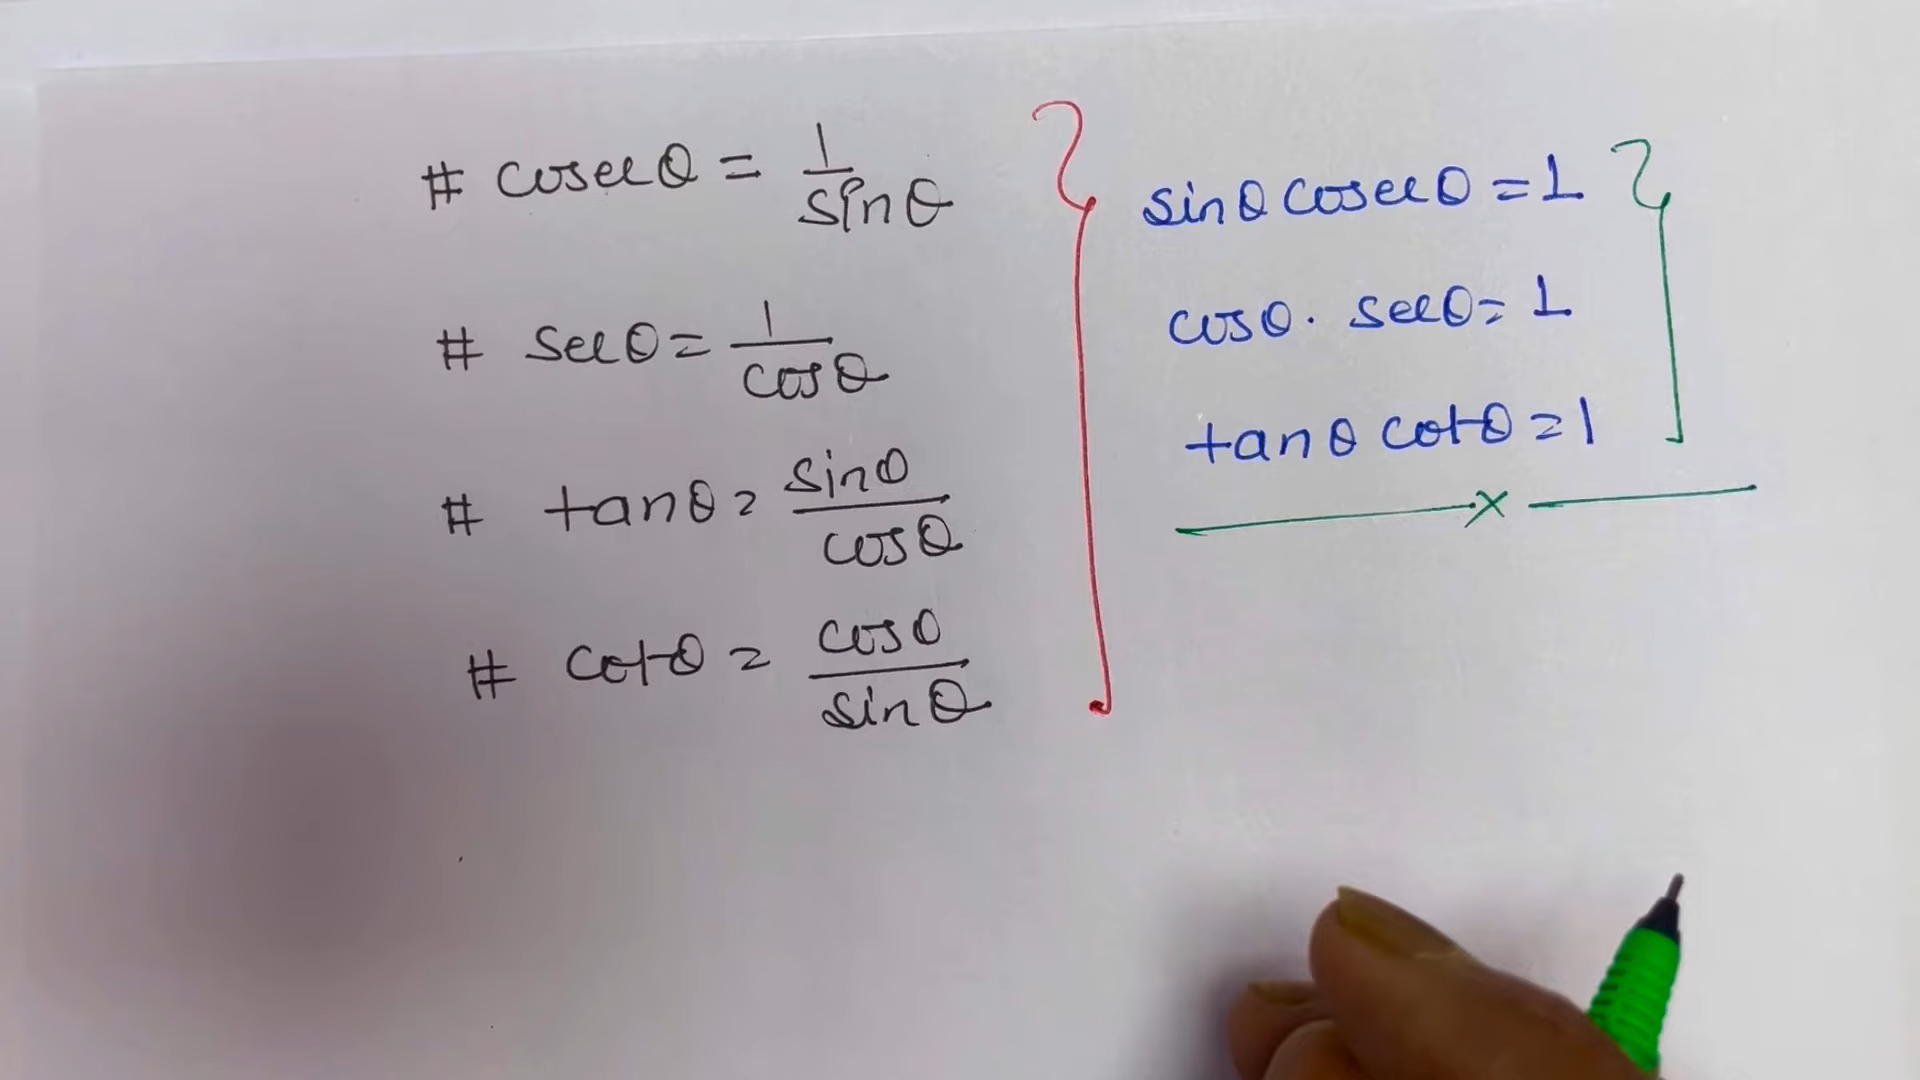 # cosecθ = 1/sinθ
# secθ = 1/cosθ
# tanθ = sinθ/cosθ
# cotθ = cosθ/sinθ
sinθ cosecθ = 1
cosθ. secθ = 1
tanθ cotθ = 1
x